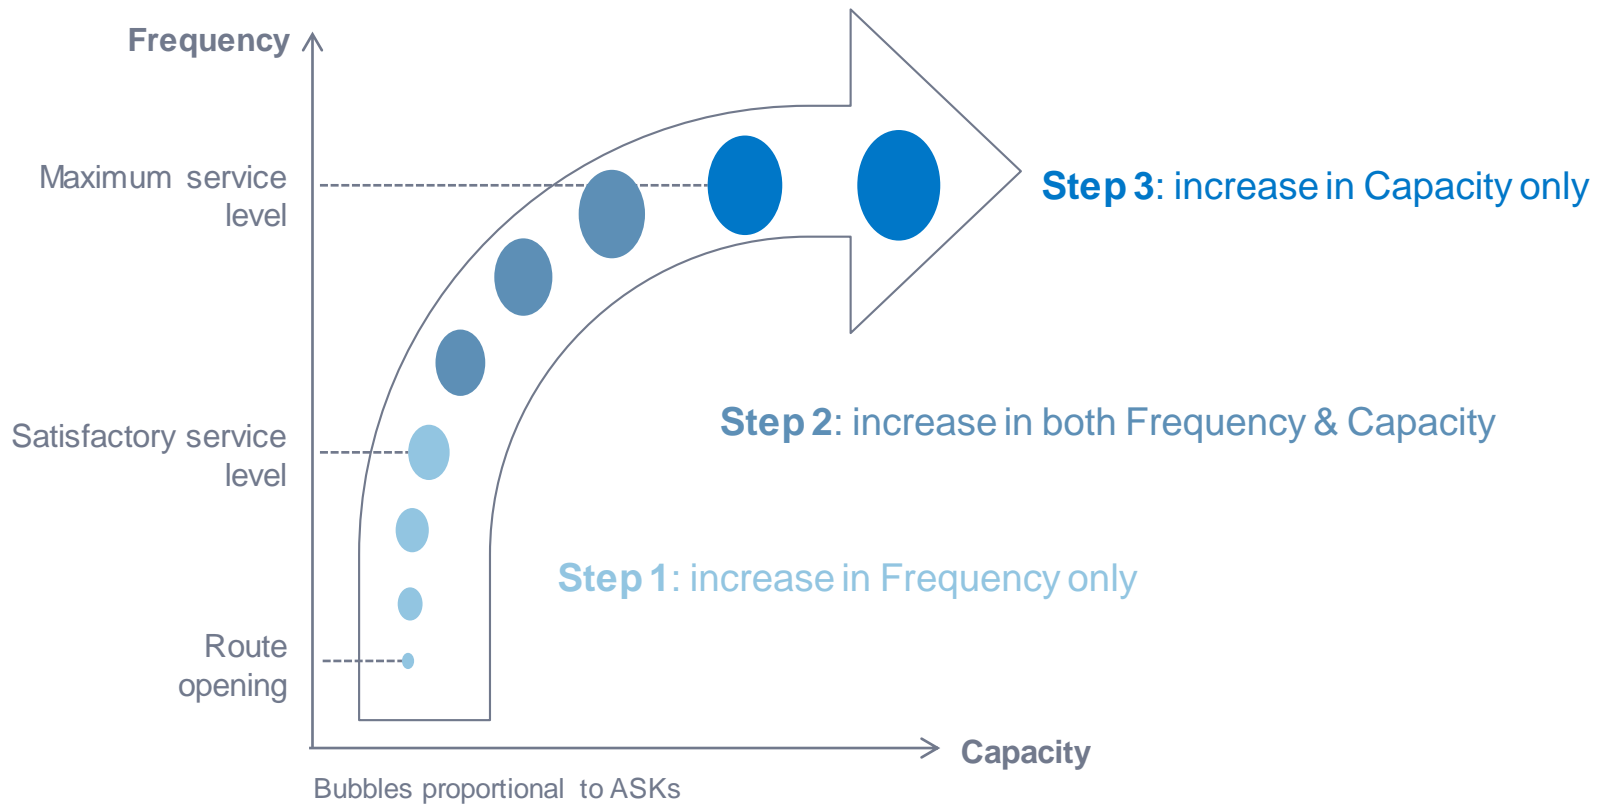 Frequency
Maximum service
level
Step 3: increase in Capacity only
Step 2: increase in both Frequency & Capacity
Satisfactory service
level
Step 1: increase in Frequency only
Route
opening
Capacity
Bubbles proportional to ASKs